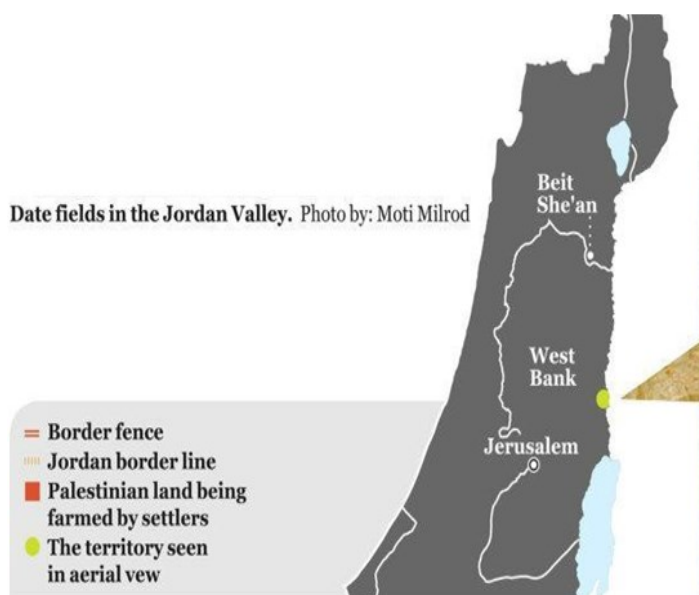 Beit
She'an
Date fields in the Jordan Valley. Photo by: Moti Milrod
West
Bank
Jerusalem
Border fence
Jordan border line
Palestinian land being
farmed by settlers
The territory seen
in aerial vew